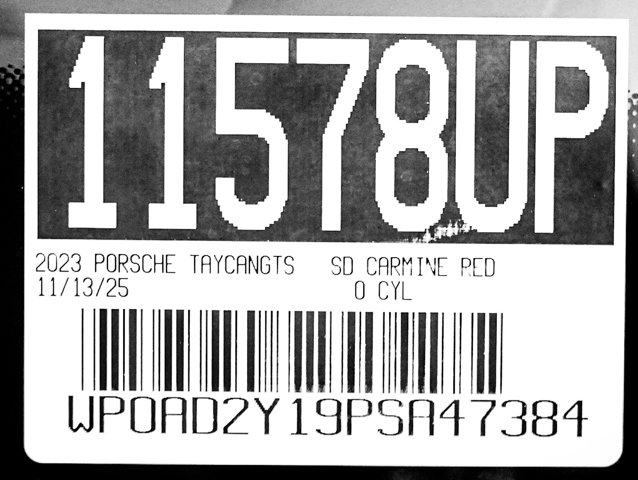 11578UP
2023 PORSCHE TAYCANGTS SD CARMINE RED
11/13/25 0 CYL
WP0AD2Y19PSA47384